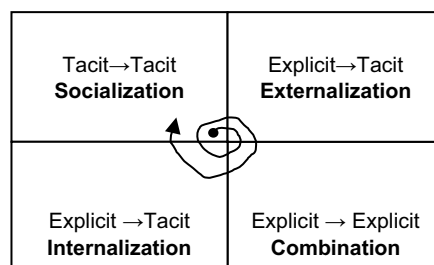 Tacit→Tacit
Socialization
Explicit→Tacit
Externalization
Explicit →Tacit
Internalization
Explicit → Explicit
Combination